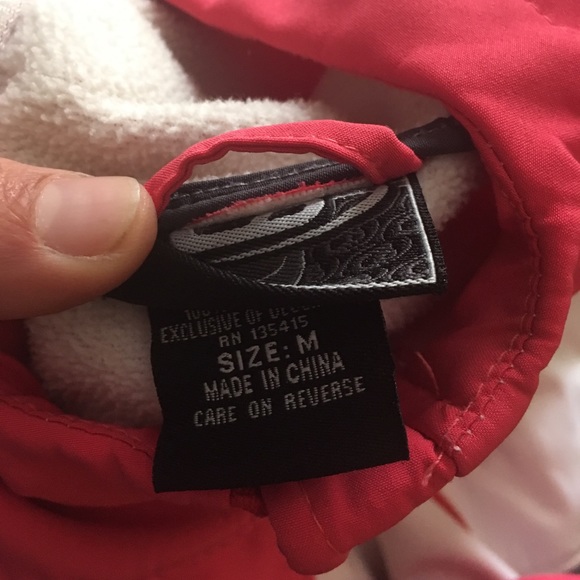 EXCLUSIVE OF
RN 135415
SIZE: M
MADE IN CHINA
CARE ON REVERSE